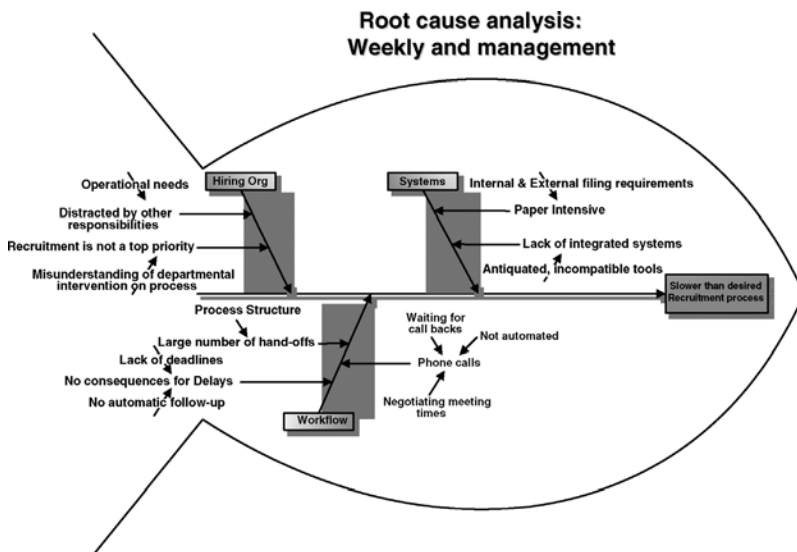 Root cause analysis:
Weekly and management
Hiring Org
Systems
Operational needs
Internal & External filing requirements
Distracted by other
responsibilities
Paper Intensive
Recruitment is not a top priority
Lack of integrated systems
Misunderstanding of departmental
intervention on process
Antiquated, incompatible tools
Slower than desired
Recruitment process
Process Structure
Waiting for
call backs
Not automated
Large number of hand-offs
Lack of deadlines
Phone calls
No consequences for Delays
No automatic follow-up
Negotiating meeting
times
Workflow